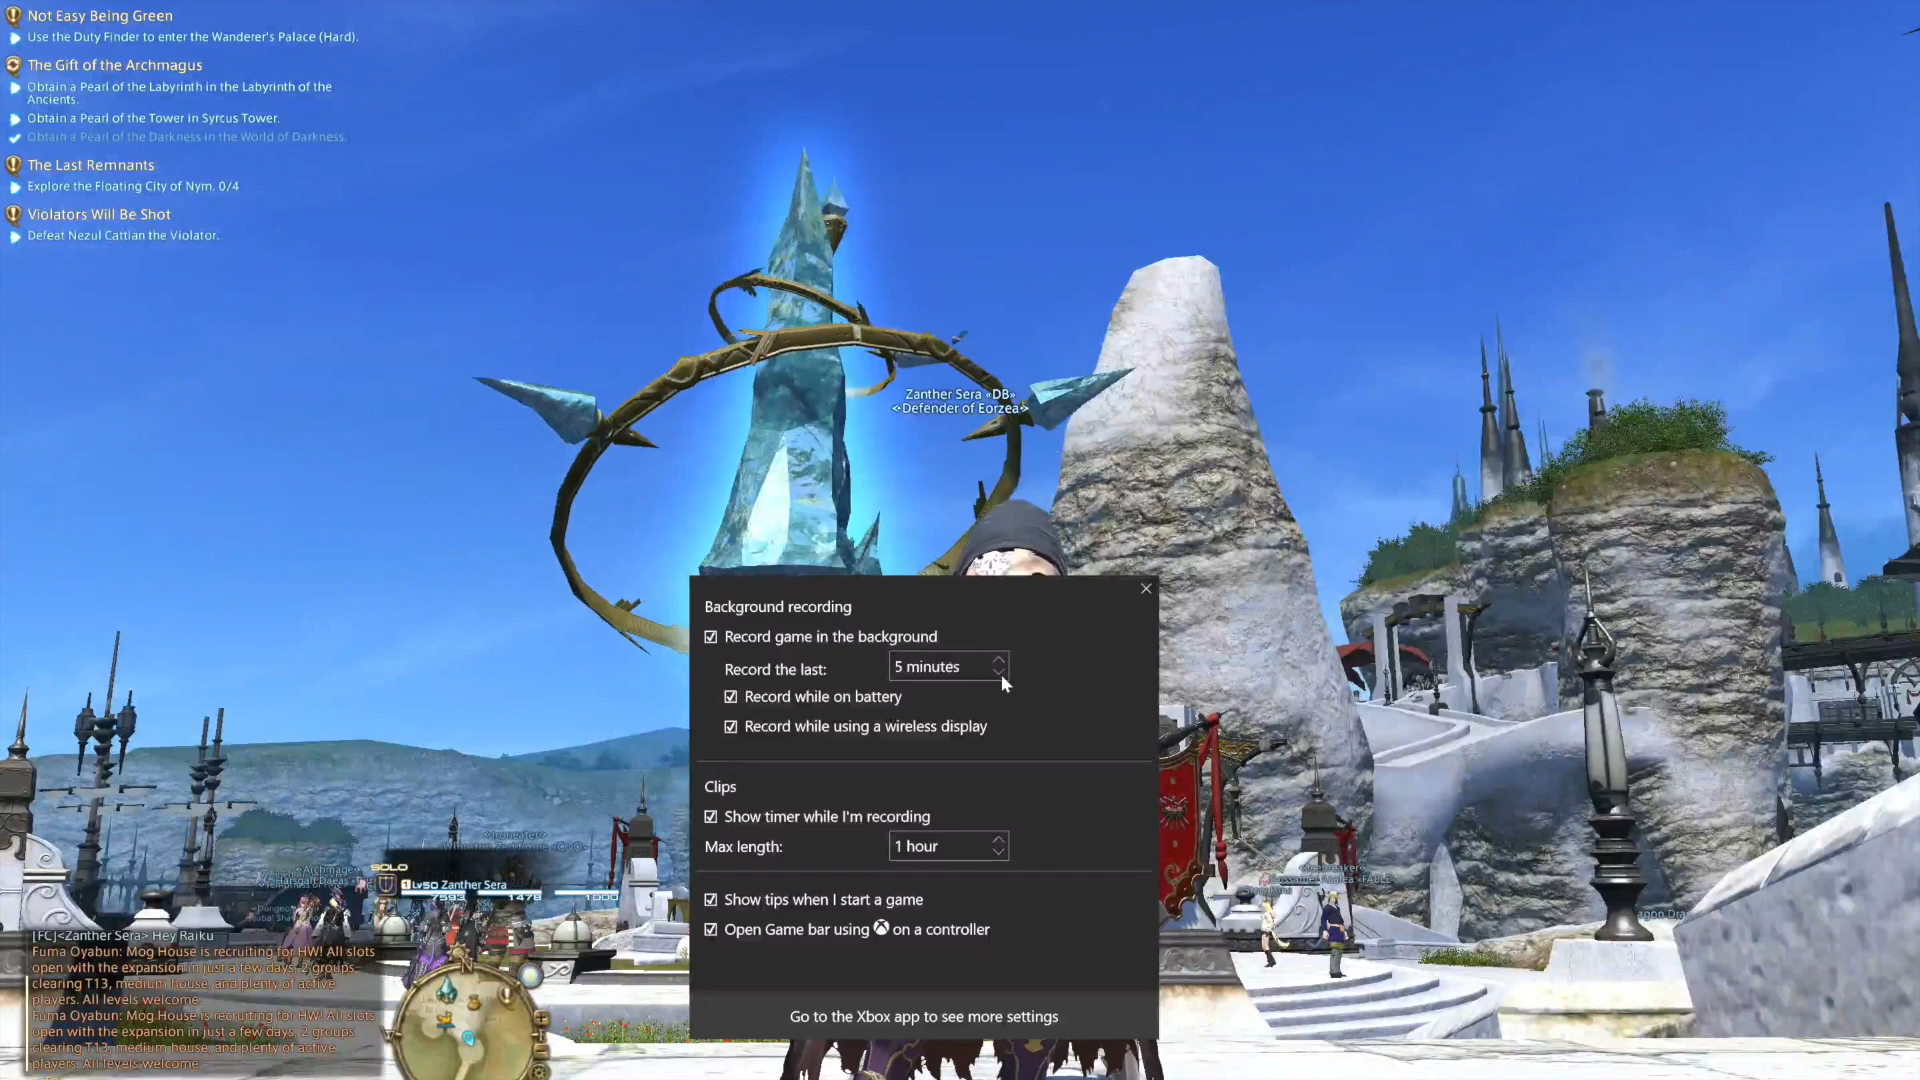 Not Easy Being Green
Use the Duty Finder to enter the Wanderer's Palace (Hard).
The Gift of the Archmagus
Obtain a Pearl of the Labyrinth in the Labyrinth of the
Ancients.
Obtain a Pearl of the Tower in Syrcus Tower.
Obtain a Pearl of the Darkness in the World of Darkness.
The Last Remnants
Explore the Floating City of Nym. 0/4
Violators Will Be Shot
Defeat Nezul Cattlan the Violator.
Zanther Sera «DB»
<Defender of Eorzea>
Background recording
Record game in the background
Record the last: 5 minutes
Record while on battery
Record while using a wireless display
Clips
Show timer while I'm recording
Max length: 1 hour
Show tips when I start a game
Open Game bar using on a controller
Go to the Xbox app to see more settings
SOLO
1 Lv50 Zanther Sera
7593 1478 1000
<Archmage>
[FC]<Zanther Sera> Hey Raiku
Fuma Oyabun: Mog House is recruiting for HW! All slots
open with the expansion in just a few days, 2 groups
clearing T13, medium house, and plenty of active
players. All levels welcome
Fuma Oyabun: Mog House is recruiting for HW! All slots
open with the expansion in just a few days, 2 groups
clearing T13, medium house, and plenty of active
players. All levels welcome
N
W